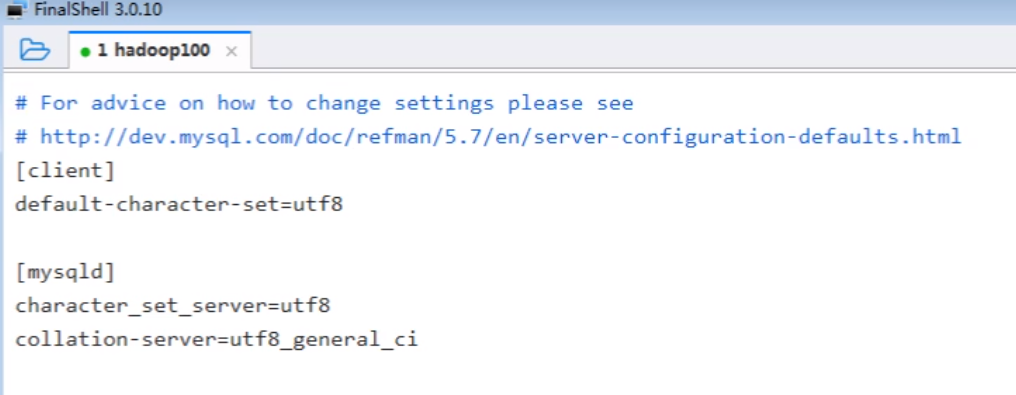 FinalShell 3.0.10
1 hadoop100 ×
# For advice on how to change settings please see
# http://dev.mysql.com/doc/refman/5.7/en/server-configuration-defaults.html
[client]
default-character-set=utf8
[mysqld]
character_set_server=utf8
collation-server=utf8_general_ci